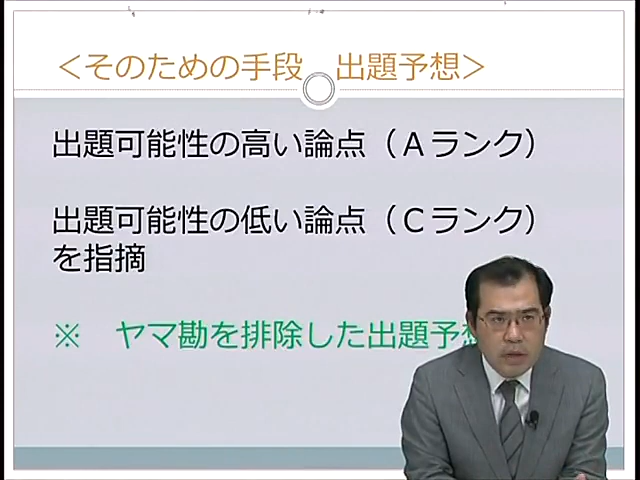 ＜そのための手段　出題予想＞
出題可能性の高い論点（Ａランク）
出題可能性の低い論点（Ｃランク）
を指摘
※　ヤマ勘を排除した出題予想